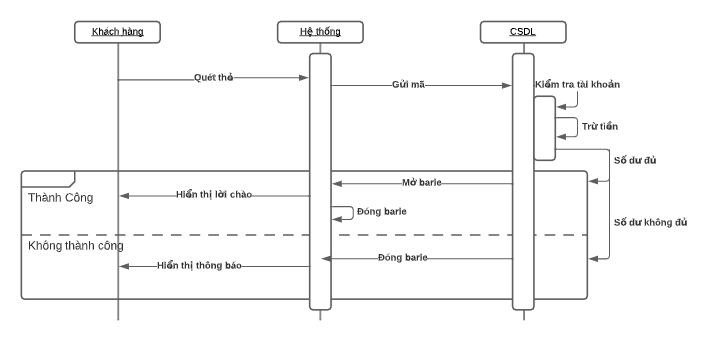 Khách hàng
Hệ thống
CSDL
Quét thẻ
Gửi mã
Kiểm tra tài khoản
Trừ tiền
Số dư đủ
Mở barie
Thành Công
Hiển thị lời chào
Đóng barie
Số dư không đủ
Không thành công
Đóng barie
Hiển thị thông báo